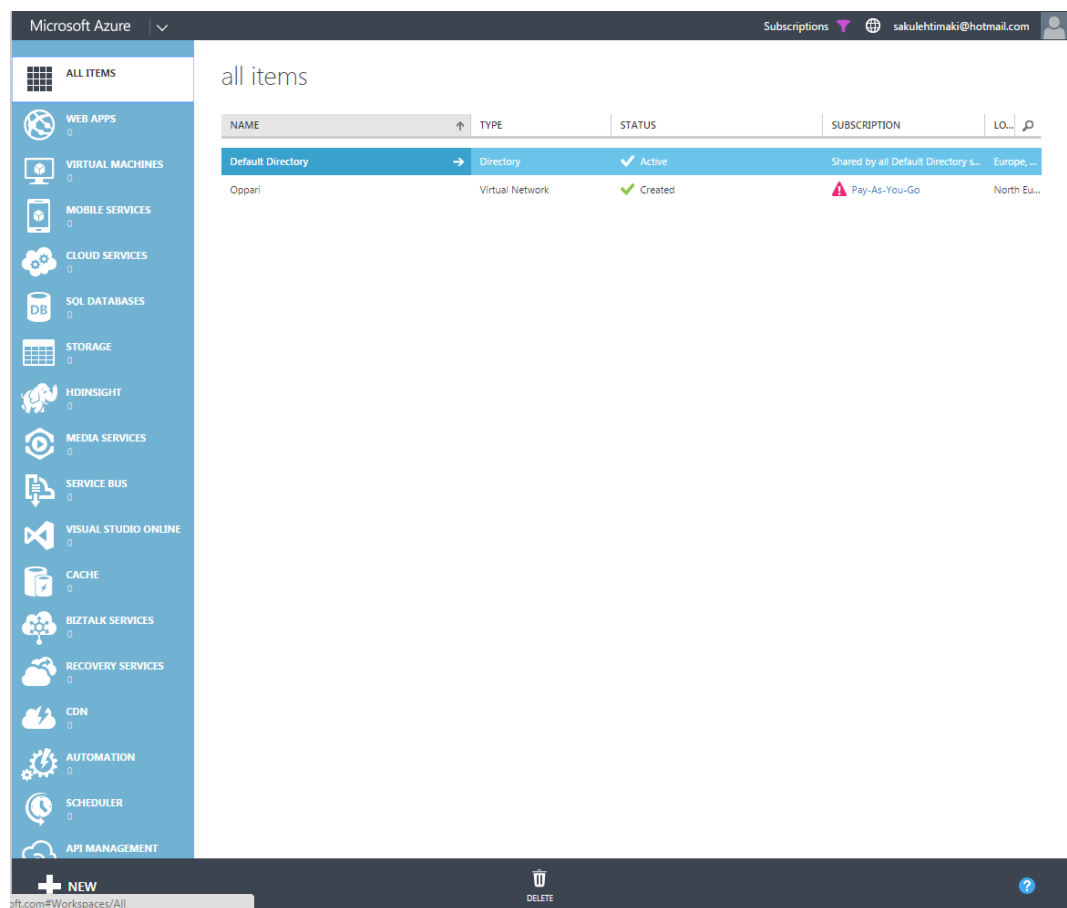 Microsoft Azure
Subscriptions
sakulehtimaki@hotmail.com
ALL ITEMS
WEB APPS
0
VIRTUAL MACHINES
0
MOBILE SERVICES
0
CLOUD SERVICES
0
SQL DATABASES
0
DB
STORAGE
0
HDINSIGHT
0
MEDIA SERVICES
0
SERVICE BUS
0
VISUAL STUDIO ONLINE
0
CACHE
0
BIZTALK SERVICES
0
RECOVERY SERVICES
0
CDN
0
AUTOMATION
0
SCHEDULER
0
API MANAGEMENT
all items
NAME TYPE STATUS SUBSCRIPTION LO...
Default Directory Directory Active Shared by all Default Directory s... Europe, ...
Oppari Virtual Network Created Pay-As-You-Go North Eu...
NEW
DELETE
?
oft.com#Workspaces/All